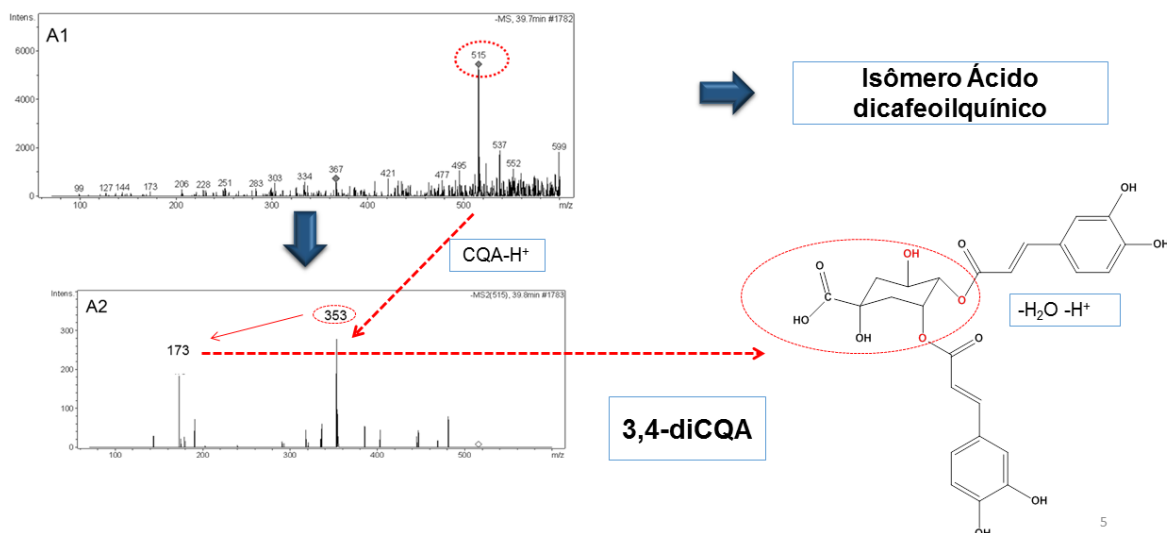 Intens.
-MS, 39.7min #1782
A1
6000
4000
2000
0
515
599
537
552
495
477
421
367
334
303
283
251
228
206
173
144
127
99
100
200
300
400
500
m/z
Isômero Ácido
dicafeoilquínico
CQA-H+
Intens.
-MS2(515), 39.8min #1783
A2
300
200
100
0
353
173
100
200
300
400
500
m/z
3,4-diCQA
OH
OH
O
OH
O
O
C
HO
OH
O
O
-H₂O -H⁺
OH
OH
5